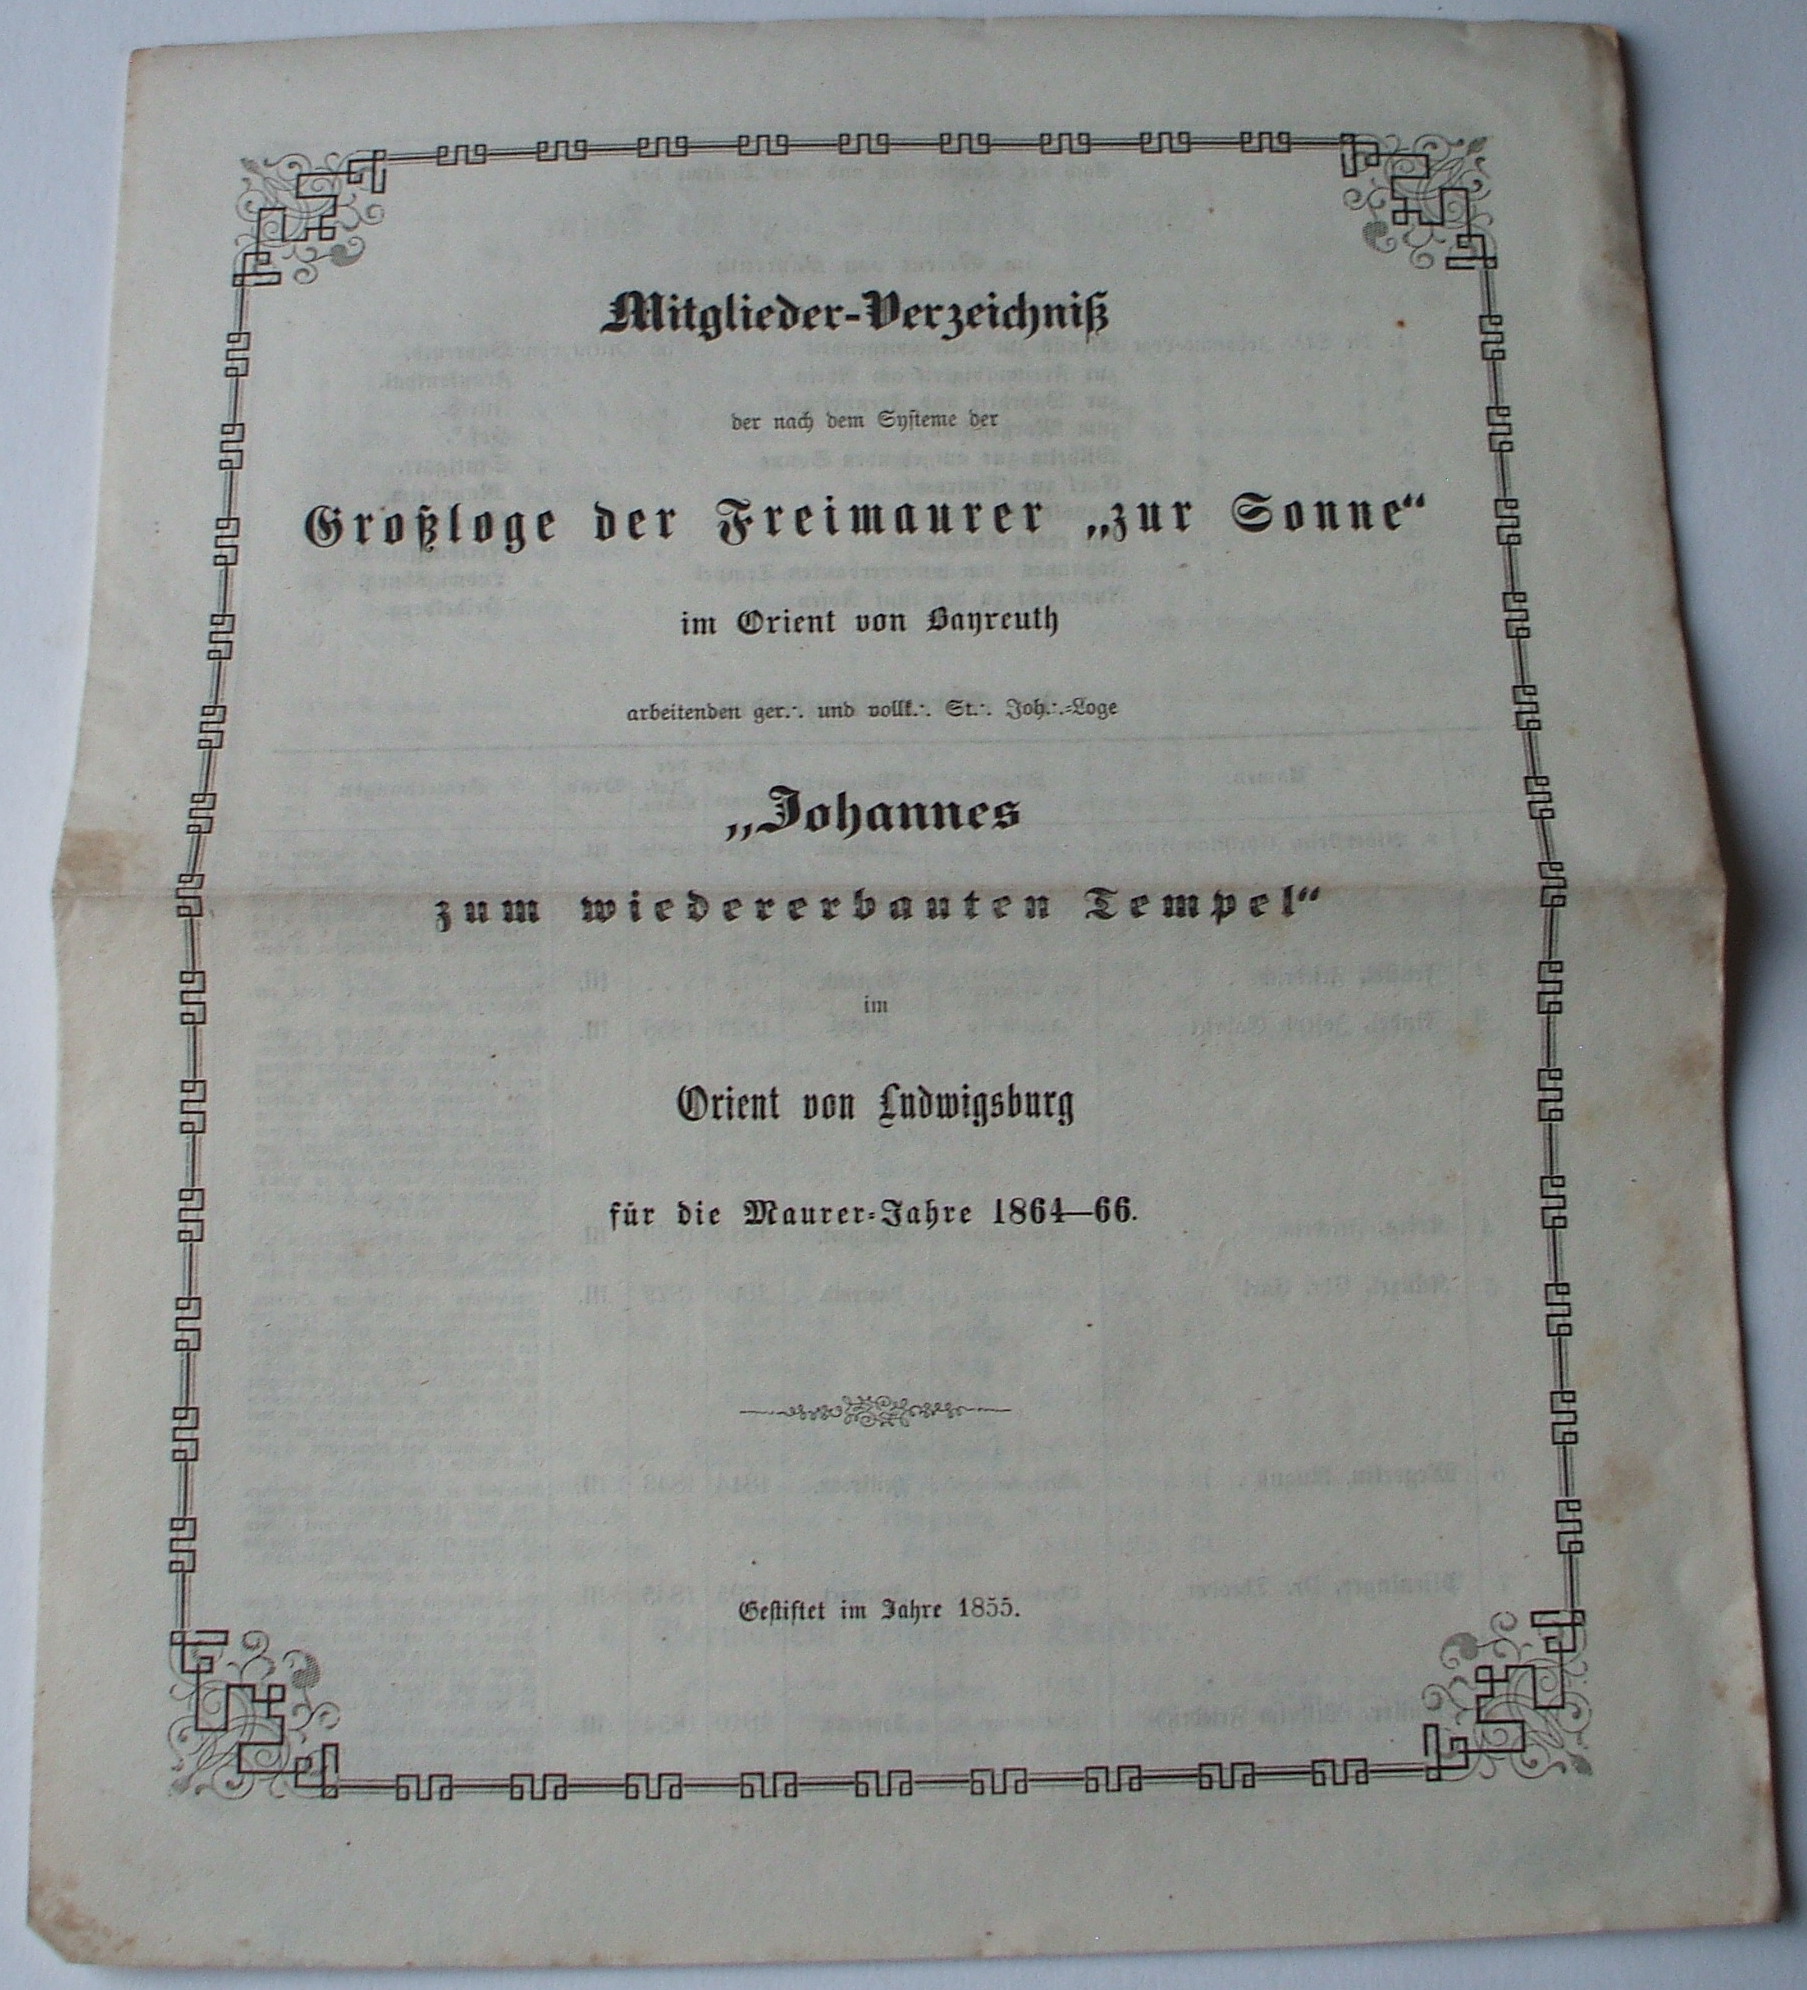 Mitglieder-Verzeichniß
der nach dem Systeme der
Großloge der Freimaurer „zur Sonne“
im Orient von Bayreuth
arbeitenden ger.·. und vollk.·. St.·. Joh.·.-Loge
„Johannes
zum wiedererbauten Tempel“
im
Orient von Ludwigsburg
für die Maurer-Jahre 1864—66.
Gestiftet im Jahre 1855.